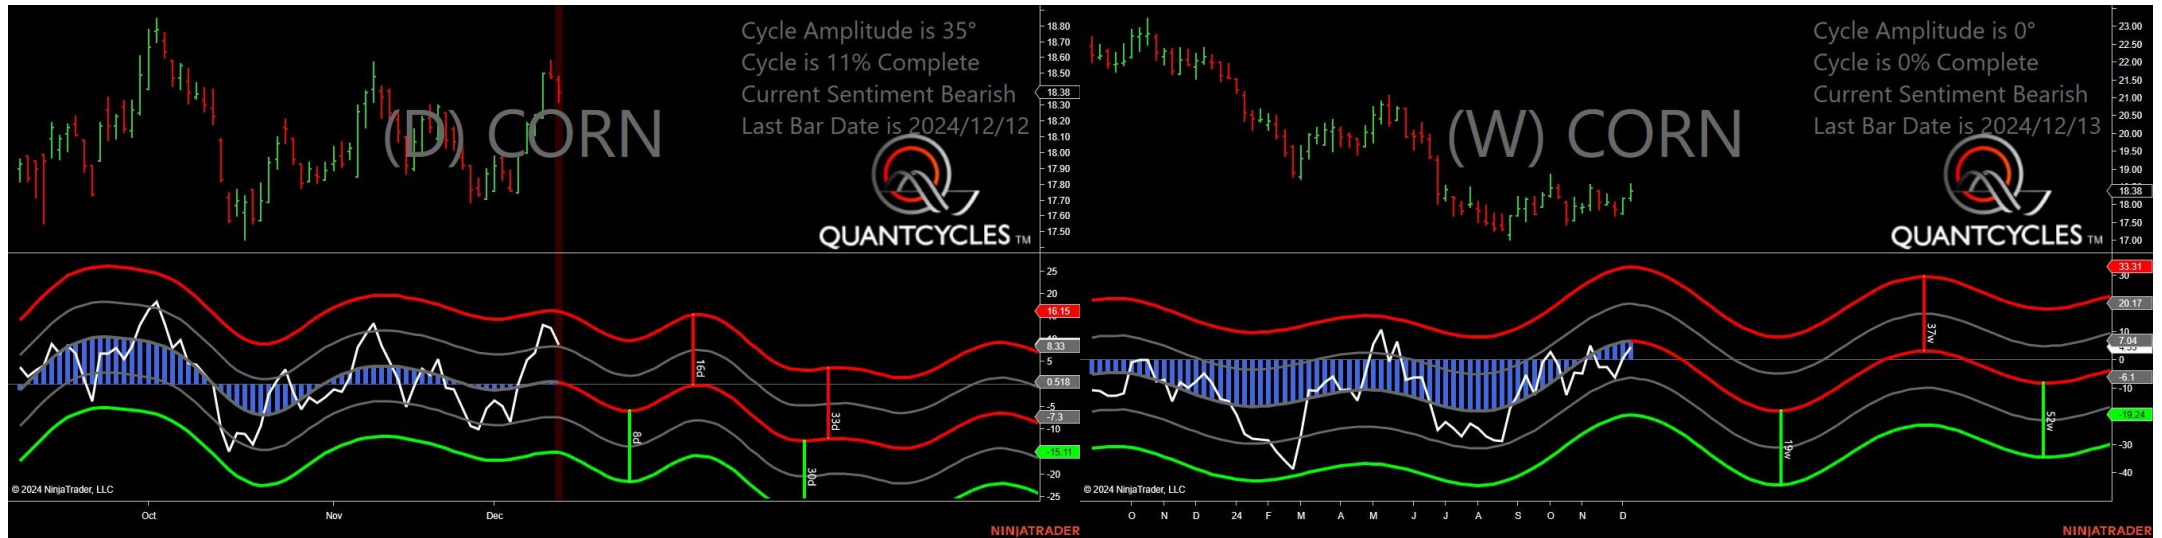 Cycle Amplitude is 35°
Cycle is 11% Complete
Current Sentiment Bearish
Last Bar Date is 2024/12/12
(D) CORN
QUANTCYCLES TM
18.80
18.70
18.60
18.50
18.38
18.30
18.20
18.10
18.00
17.90
17.80
17.70
17.60
17.50
25
20
16.15
8.33
5
0.518
-5
-7.3
-10
-15.11
-20
-25
16d
8d
33d
30d
© 2024 NinjaTrader, LLC
Oct
Nov
Dec
NINJATRADER
Cycle Amplitude is 0°
Cycle is 0% Complete
Current Sentiment Bearish
Last Bar Date is 2024/12/13
(W) CORN
QUANTCYCLES TM
23.00
22.50
22.00
21.50
21.00
20.50
20.00
19.50
19.00
18.38
18.00
17.50
17.00
33.31
30
20.17
10
7.04
0
-6.1
-10
-19.24
-30
-40
37w
19w
52w
© 2024 NinjaTrader, LLC
O N D 24 F M A M J J A S O N D
NINJATRADER